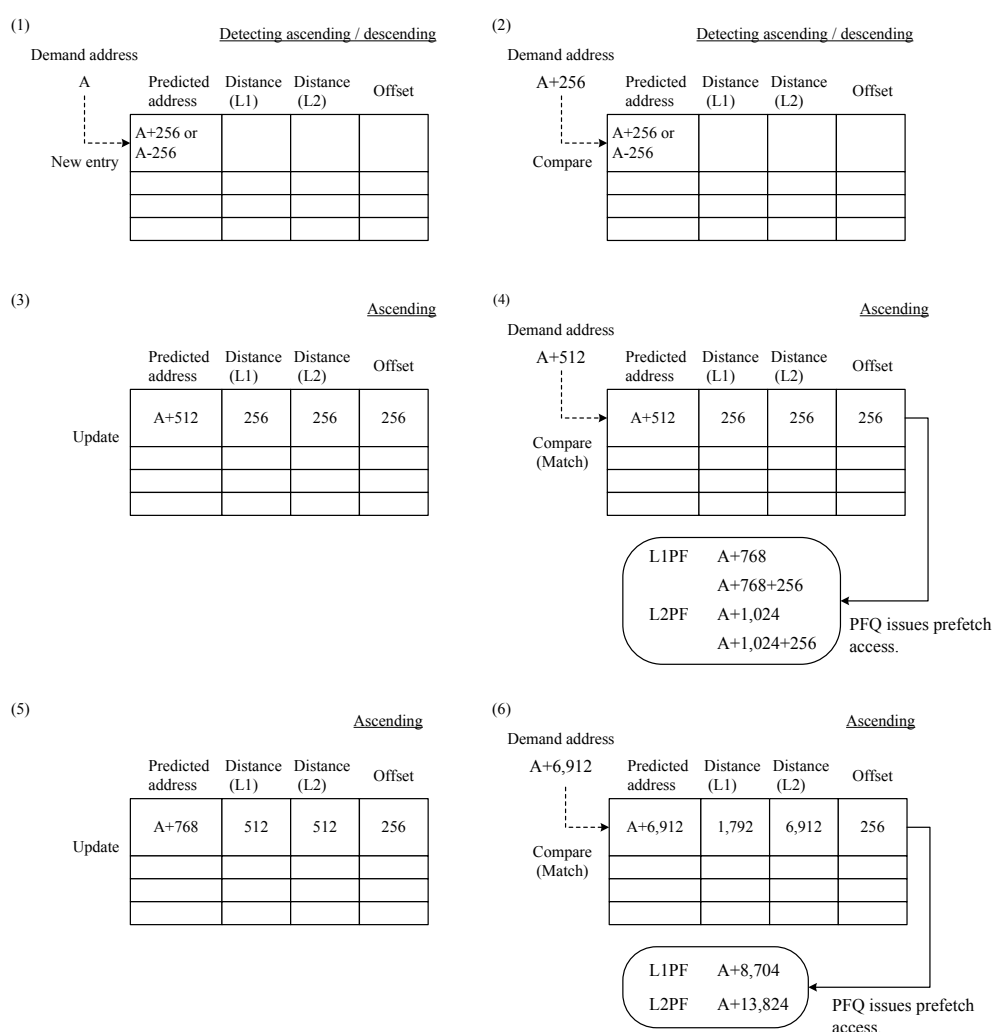 (1)
Detecting ascending / descending
Demand address
A
Predicted address
Distance (L1)
Distance (L2)
Offset
A+256 or
A-256
New entry
(2)
Detecting ascending / descending
Demand address
A+256
Predicted address
Distance (L1)
Distance (L2)
Offset
A+256 or
A-256
Compare
(3)
Ascending
Predicted address
Distance (L1)
Distance (L2)
Offset
Update
A+512 256 256 256
(4)
Ascending
Demand address
A+512
Predicted address
Distance (L1)
Distance (L2)
Offset
A+512 256 256 256
Compare
(Match)
L1PF A+768
A+768+256
L2PF A+1,024
A+1,024+256
PFQ issues prefetch
access.
(5)
Ascending
Predicted address
Distance (L1)
Distance (L2)
Offset
Update
A+768 512 512 256
(6)
Ascending
Demand address
A+6,912
Predicted address
Distance (L1)
Distance (L2)
Offset
A+6,912 1,792 6,912 256
Compare
(Match)
L1PF A+8,704
L2PF A+13,824
PFQ issues prefetch
access